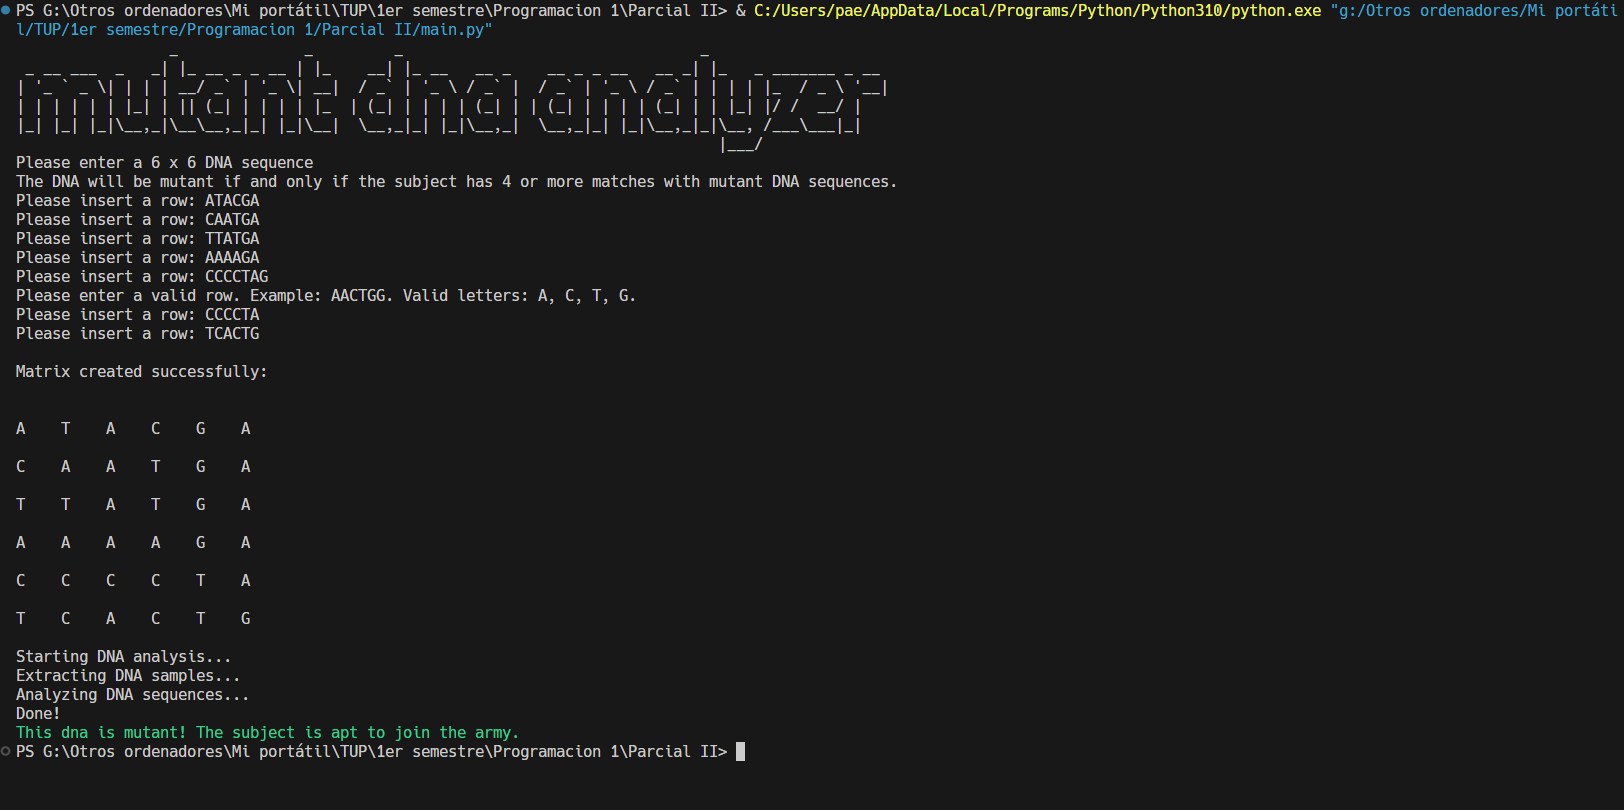 PS G:\Otros ordenadores\Mi portátil\TUP\1er semestre\Programacion 1\Parcial II> & C:/Users/pae/AppData/Local/Programs/Python/Python310/python.exe "g:/Otros ordenadores/Mi portáti
l/TUP/1er semestre/Programacion 1/Parcial II/main.py"
mutant dna analyzer
Please enter a 6 x 6 DNA sequence
The DNA will be mutant if and only if the subject has 4 or more matches with mutant DNA sequences.
Please insert a row: ATACGA
Please insert a row: CAATGA
Please insert a row: TTATGA
Please insert a row: AAAAGA
Please insert a row: CCCCTAG
Please enter a valid row. Example: AACTGG. Valid letters: A, C, T, G.
Please insert a row: CCCCTA
Please insert a row: TCACTG
Matrix created successfully:
A T A C G A
C A A T G A
T T A T G A
A A A A G A
C C C C T A
T C A C T G
Starting DNA analysis...
Extracting DNA samples...
Analyzing DNA sequences...
Done!
This dna is mutant! The subject is apt to join the army.
PS G:\Otros ordenadores\Mi portátil\TUP\1er semestre\Programacion 1\Parcial II>